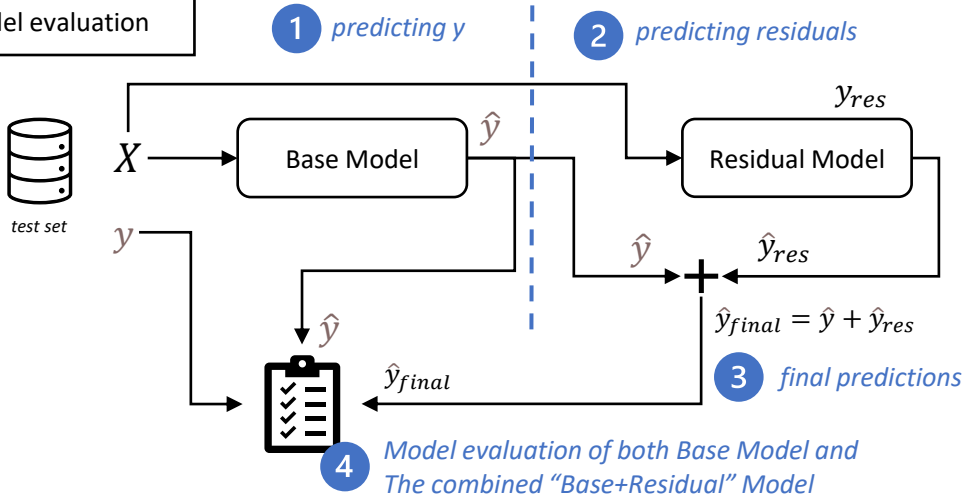 el evaluation
1 predicting y
2 predicting residuals
y_res
ŷ
X
Base Model
Residual Model
test set
y
ŷ
ŷ_res
+
ŷ_final = ŷ + ŷ_res
ŷ
ŷ_final
3 final predictions
4 Model evaluation of both Base Model and
The combined “Base+Residual” Model